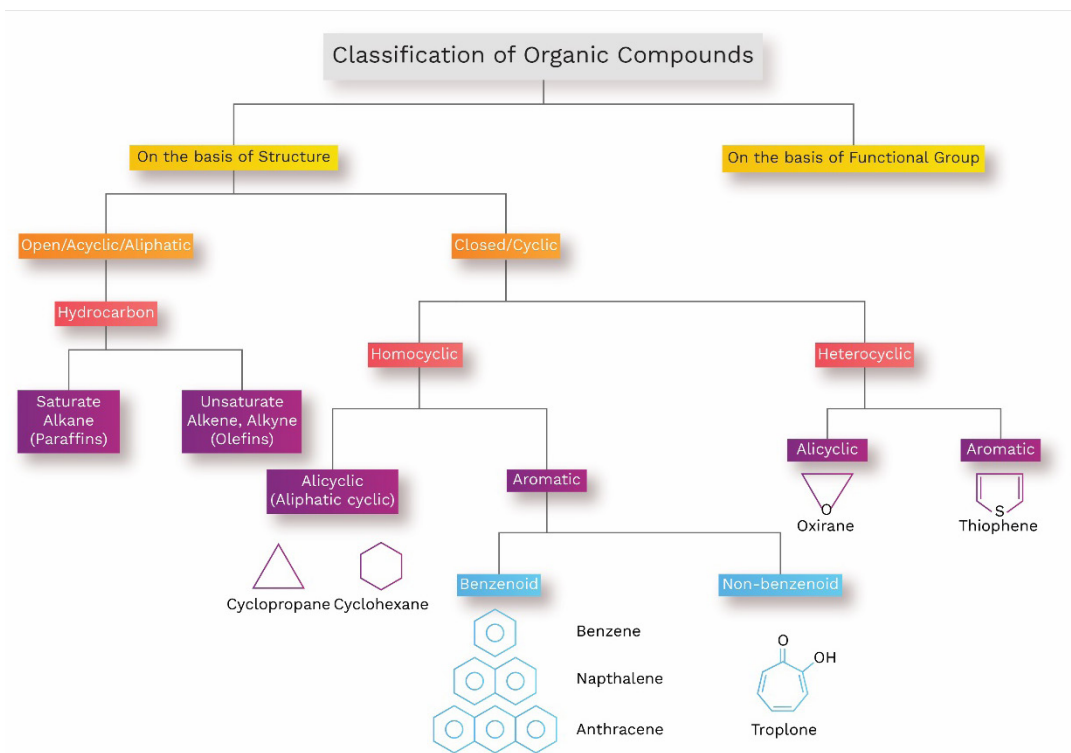 Classification of Organic Compounds
On the basis of Structure
On the basis of Functional Group
Open/Acyclic/Aliphatic
Closed/Cyclic
Hydrocarbon
Homocyclic
Heterocyclic
Saturate
Alkane
(Paraffins)
Unsaturate
Alkene, Alkyne
(Olefins)
Alicyclic
(Aliphatic cyclic)
Aromatic
Alicyclic
Aromatic
O
Oxirane
S
Thiophene
Cyclopropane
Cyclohexane
Benzenoid
Non-benzenoid
Benzene
Napthalene
Anthracene
O
OH
Troplone